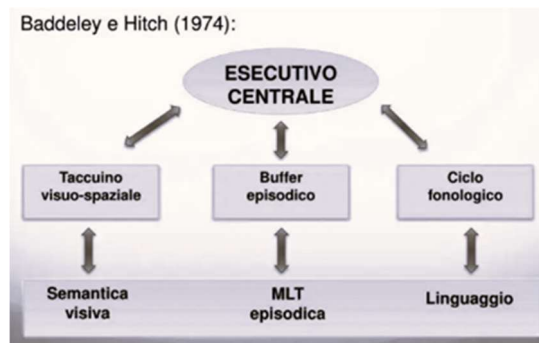 Baddeley e Hitch (1974):
ESECUTIVO
CENTRALE
Taccuino
visuo-spaziale
Buffer
episodico
Ciclo
fonologico
Semantica
visiva
MLT
episodica
Linguaggio